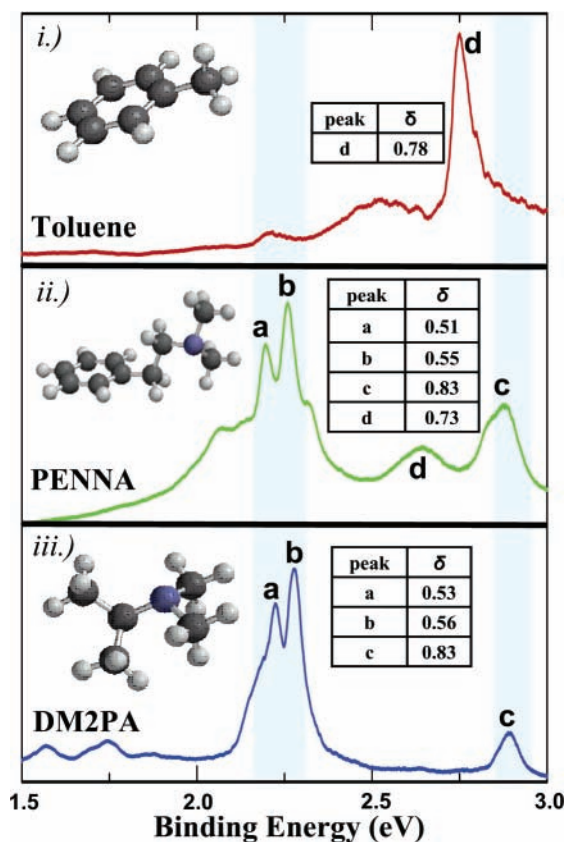 i.)
d
peak δ
d 0.78
Toluene
ii.)
b
a
peak δ
a 0.51
b 0.55
c 0.83
d 0.73
c
d
PENNA
iii.)
b
a
peak δ
a 0.53
b 0.56
c 0.83
DM2PA
c
1.5 2.0 2.5 3.0
Binding Energy (eV)